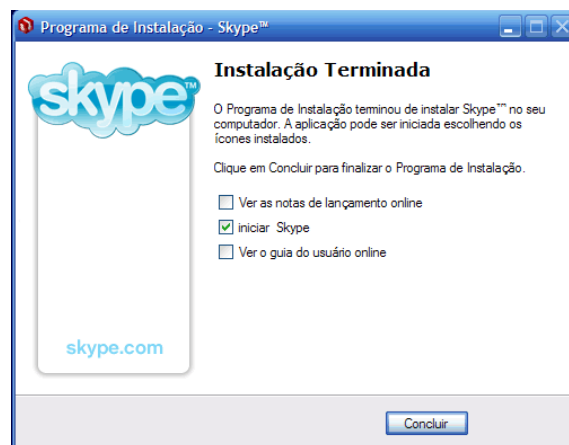 Programa de Instalação - Skype™
skype™
Instalação Terminada
O Programa de Instalação terminou de instalar Skype™ no seu
computador. A aplicação pode ser iniciada escolhendo os
ícones instalados.
Clique em Concluir para finalizar o Programa de Instalação.
Ver as notas de lançamento online
iniciar Skype
Ver o guia do usuário online
skype.com
Concluir